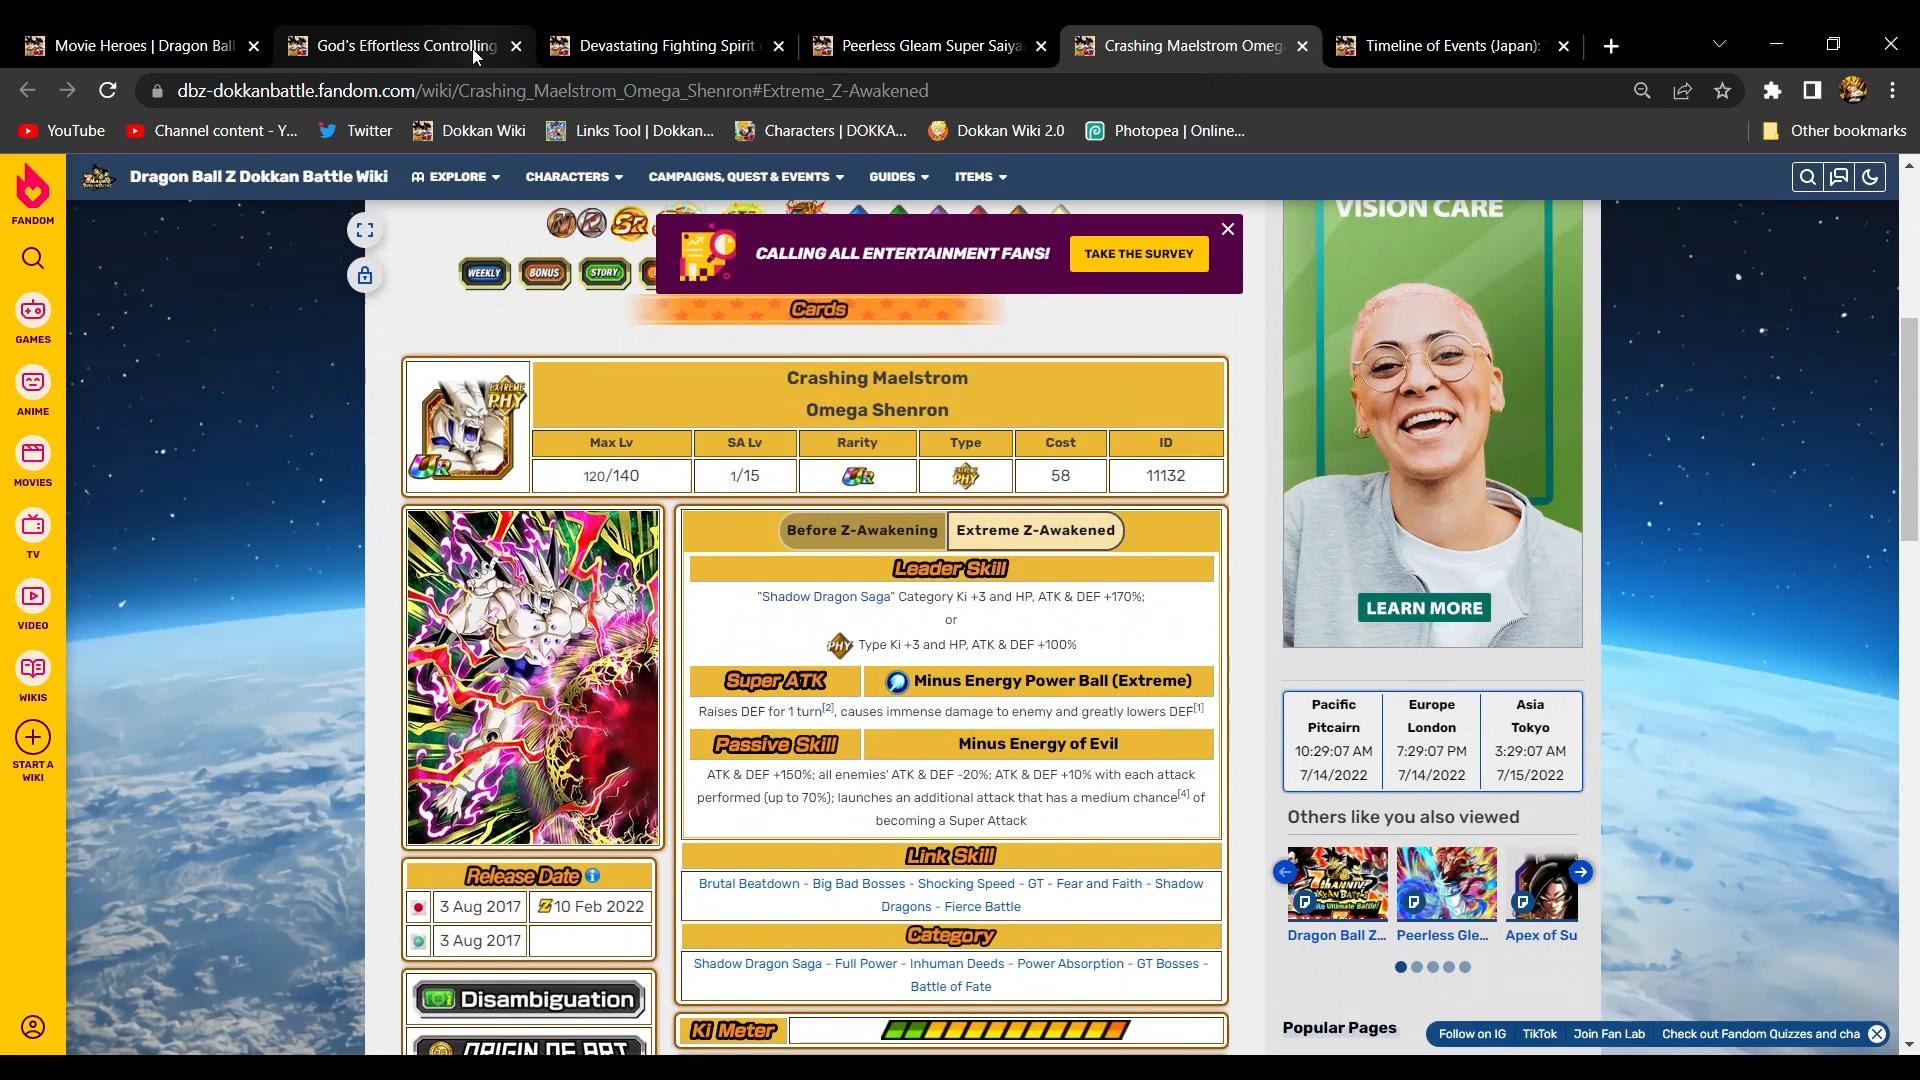 Movie Heroes | Dragon Ball
God's Effortless Controlling
Devastating Fighting Spirit
Peerless Gleam Super Saiya
Crashing Maelstrom Omega
Timeline of Events (Japan):
dbz-dokkanbattle.fandom.com/wiki/Crashing_Maelstrom_Omega_Shenron#Extreme_Z-Awakened
YouTube
Channel content - Y...
Twitter
Dokkan Wiki
Links Tool | Dokkan...
Characters | DOKKA...
Dokkan Wiki 2.0
Photopea | Online...
Other bookmarks
FANDOM
GAMES
ANIME
MOVIES
TV
VIDEO
WIKIS
START A
WIKI
Dragon Ball Z Dokkan Battle Wiki
EXPLORE
CHARACTERS
CAMPAIGNS, QUEST & EVENTS
GUIDES
ITEMS
N R SR
WEEKLY BONUS STORY
CALLING ALL ENTERTAINMENT FANS!
TAKE THE SURVEY
Cards
Crashing Maelstrom
Omega Shenron
Max Lv SA Lv Rarity Type Cost ID
120/140 1/15 UR EXTREME PHY 58 11132
EXTREME
PHY
UR
Before Z-Awakening Extreme Z-Awakened
Leader Skill
"Shadow Dragon Saga" Category Ki +3 and HP, ATK & DEF +170%;
or
PHY Type Ki +3 and HP, ATK & DEF +100%
Super ATK Minus Energy Power Ball (Extreme)
Raises DEF for 1 turn[2], causes immense damage to enemy and greatly lowers DEF[1]
Passive Skill Minus Energy of Evil
ATK & DEF +150%; all enemies' ATK & DEF -20%; ATK & DEF +10% with each attack
performed (up to 70%); launches an additional attack that has a medium chance[4] of
becoming a Super Attack
Link Skill
Brutal Beatdown - Big Bad Bosses - Shocking Speed - GT - Fear and Faith - Shadow
Dragons - Fierce Battle
Category
Shadow Dragon Saga - Full Power - Inhuman Deeds - Power Absorption - GT Bosses -
Battle of Fate
Ki Meter
Release Date
3 Aug 2017 Z 10 Feb 2022
3 Aug 2017
Disambiguation
ORIGIN OF ART
VISION CARE
LEARN MORE
Pacific Europe Asia
Pitcairn London Tokyo
10:29:07 AM 7:29:07 PM 3:29:07 AM
7/14/2022 7/14/2022 7/15/2022
Others like you also viewed
Dragon Ball Z... Peerless Gle... Apex of Su
Popular Pages
Follow on IG TikTok Join Fan Lab Check out Fandom Quizzes and cha